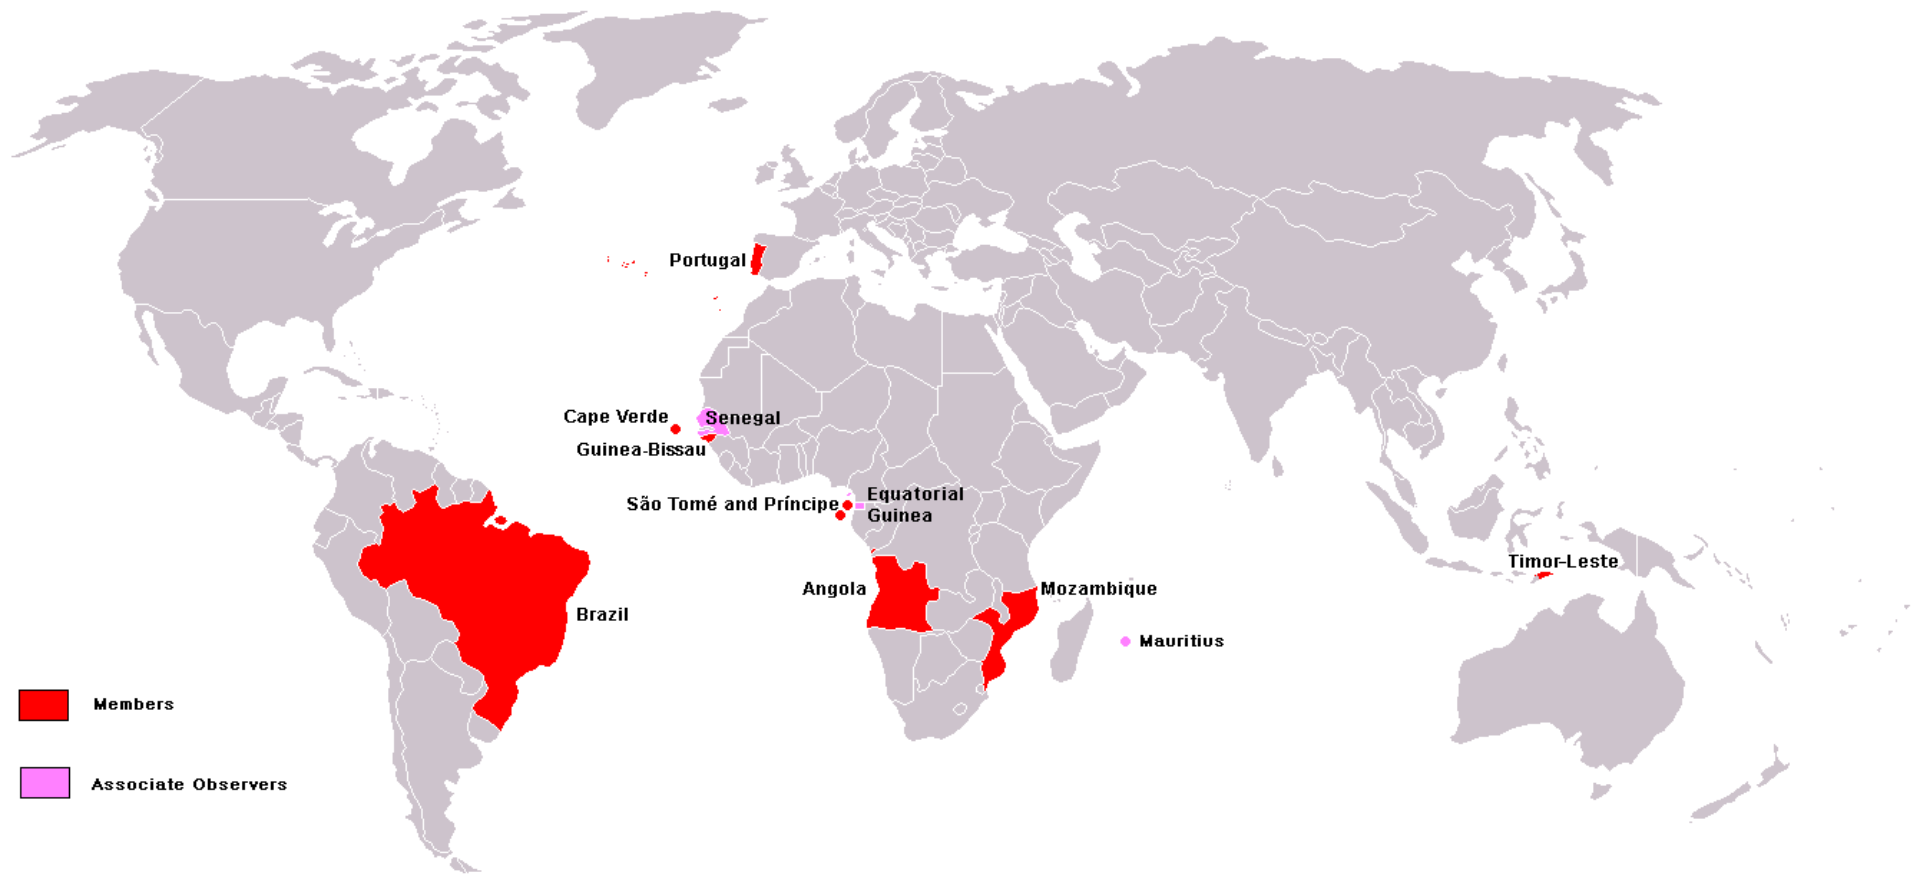 Portugal
Cape Verde
Senegal
Guinea-Bissau
São Tomé and Príncipe
Equatorial
Guinea
Timor-Leste
Angola
Mozambique
Brazil
Mauritius
Members
Associate Observers